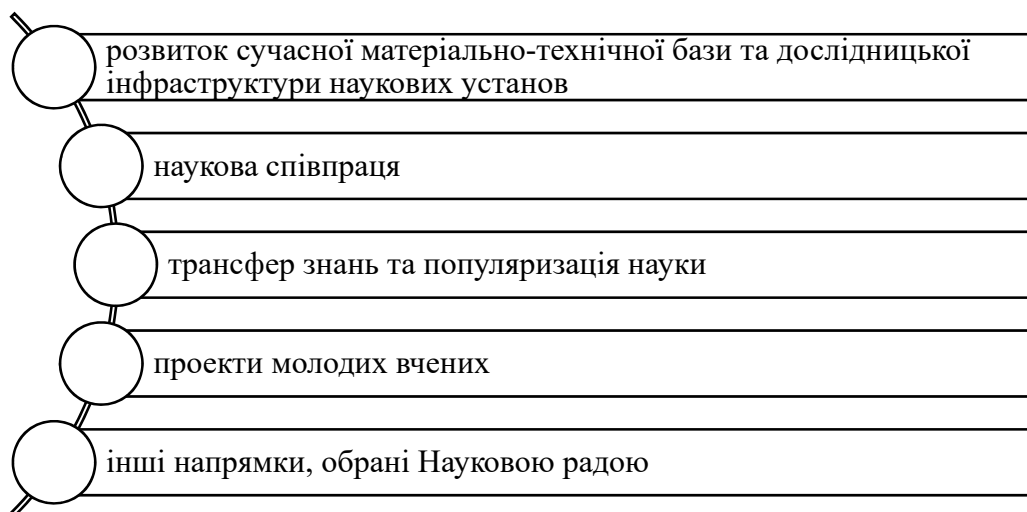 розвиток сучасної матеріально-технічної бази та дослідницької
інфраструктури наукових установ
наукова співпраця
трансфер знань та популяризація науки
проекти молодих вчених
інші напрямки, обрані Науковою радою